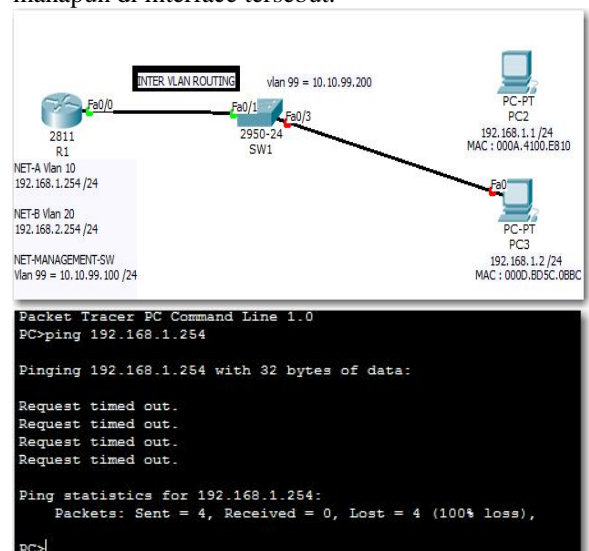 manapun di interface tersebut.
INTER VLAN ROUTING
vlan 99 = 10.10.99.200
Fa0/0
Fa0/1
Fa0/3
2811
R1
2950-24
SW1
PC-PT
PC2
192.168.1.1 /24
MAC : 000A.4100.E810
NET-A Vlan 10
192.168.1.254 /24
NET-B Vlan 20
192.168.2.254 /24
NET-MANAGEMENT-SW
Vlan 99 = 10.10.99.100 /24
Fa0
PC-PT
PC3
192.168.1.2 /24
MAC : 000D.BD5C.0BBC
Packet Tracer PC Command Line 1.0
PC>ping 192.168.1.254
Pinging 192.168.1.254 with 32 bytes of data:
Request timed out.
Request timed out.
Request timed out.
Request timed out.
Ping statistics for 192.168.1.254:
Packets: Sent = 4, Received = 0, Lost = 4 (100% loss),
PC>